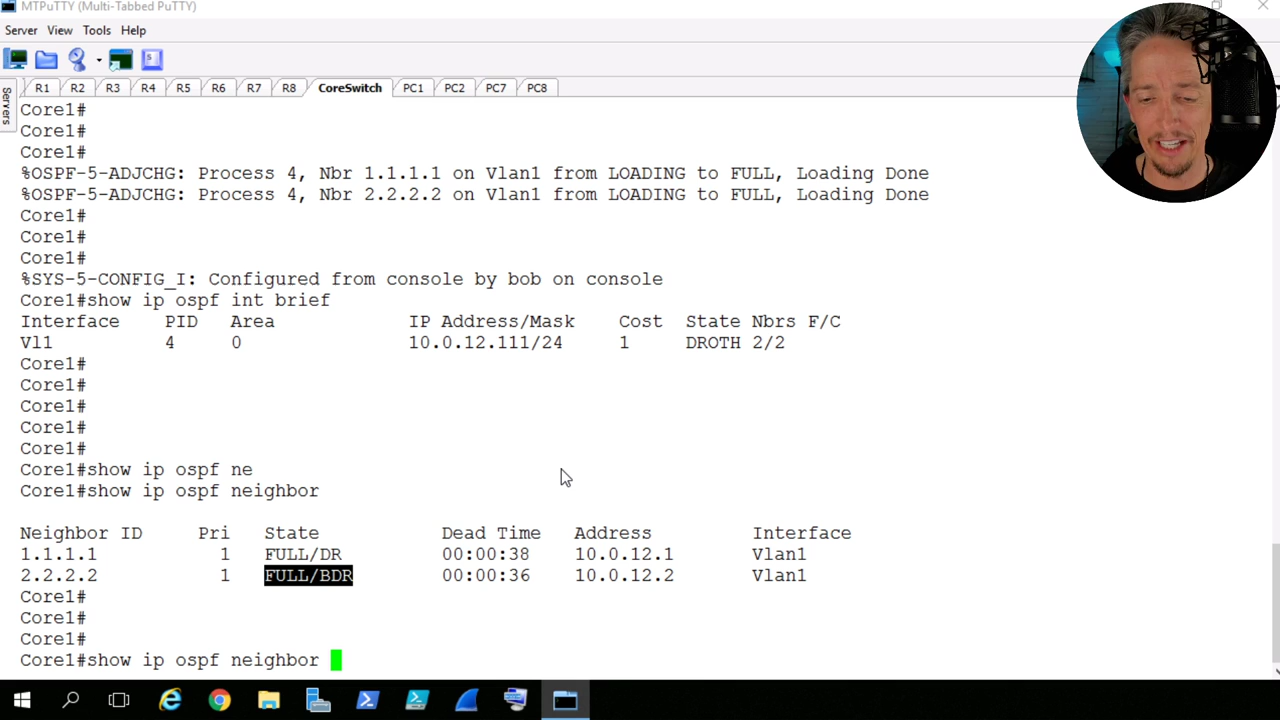 MTPuTTY (Multi-Tabbed PuTTY)
Server View Tools Help
Servers
R1 R2 R3 R4 R5 R6 R7 R8 CoreSwitch PC1 PC2 PC7 PC8
Core1#
Core1#
Core1#
%OSPF-5-ADJCHG: Process 4, Nbr 1.1.1.1 on Vlan1 from LOADING to FULL, Loading Done
%OSPF-5-ADJCHG: Process 4, Nbr 2.2.2.2 on Vlan1 from LOADING to FULL, Loading Done
Core1#
Core1#
Core1#
%SYS-5-CONFIG_I: Configured from console by bob on console
Core1#show ip ospf int brief
Interface PID Area IP Address/Mask Cost State Nbrs F/C
Vl1 4 0 10.0.12.111/24 1 DROTH 2/2
Core1#
Core1#
Core1#
Core1#
Core1#
Core1#show ip ospf ne
Core1#show ip ospf neighbor
Neighbor ID Pri State Dead Time Address Interface
1.1.1.1 1 FULL/DR 00:00:38 10.0.12.1 Vlan1
2.2.2.2 1 FULL/BDR 00:00:36 10.0.12.2 Vlan1
Core1#
Core1#
Core1#
Core1#show ip ospf neighbor